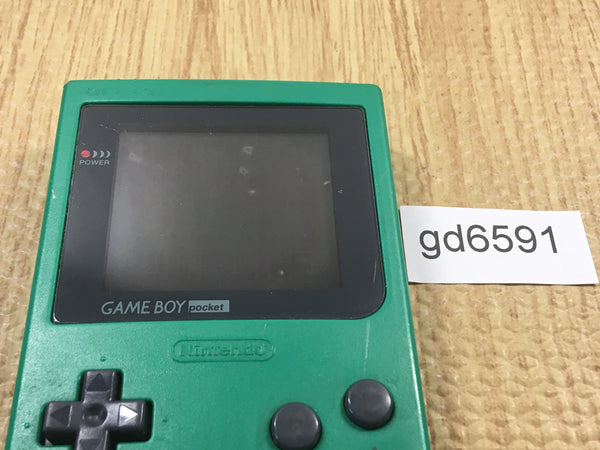 POWER
GAME BOY pocket
Nintendo
gd6591